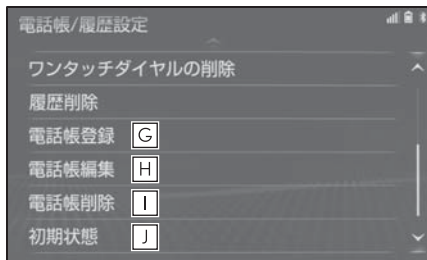 電話帳/履歴設定
ワンタッチダイヤルの削除
履歴削除
電話帳登録 G
電話帳編集 H
電話帳削除 I
初期状態 J